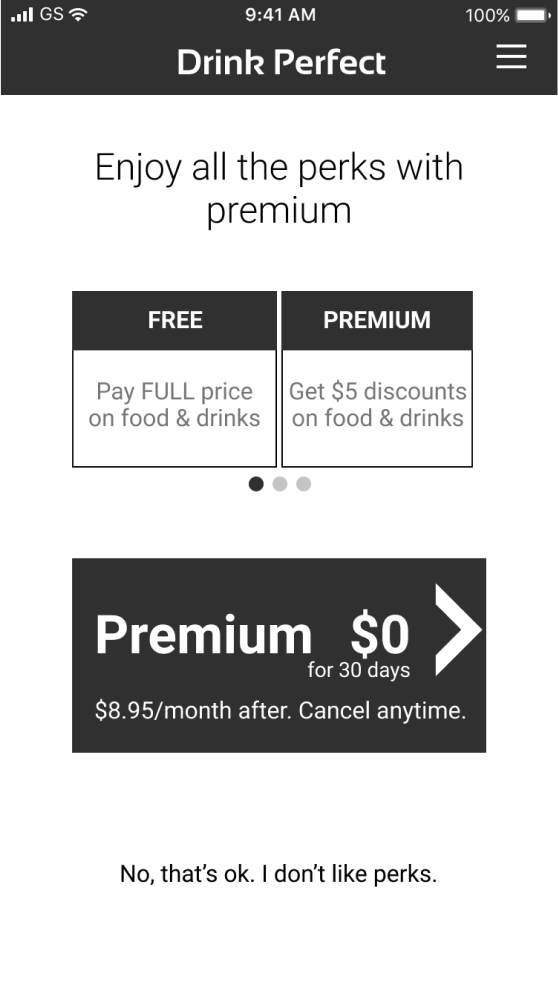 GS 9:41 AM 100%
Drink Perfect
Enjoy all the perks with
premium
FREE PREMIUM
Pay FULL price
on food & drinks
Get $5 discounts
on food & drinks
Premium $0
for 30 days
$8.95/month after. Cancel anytime.
No, that’s ok. I don’t like perks.